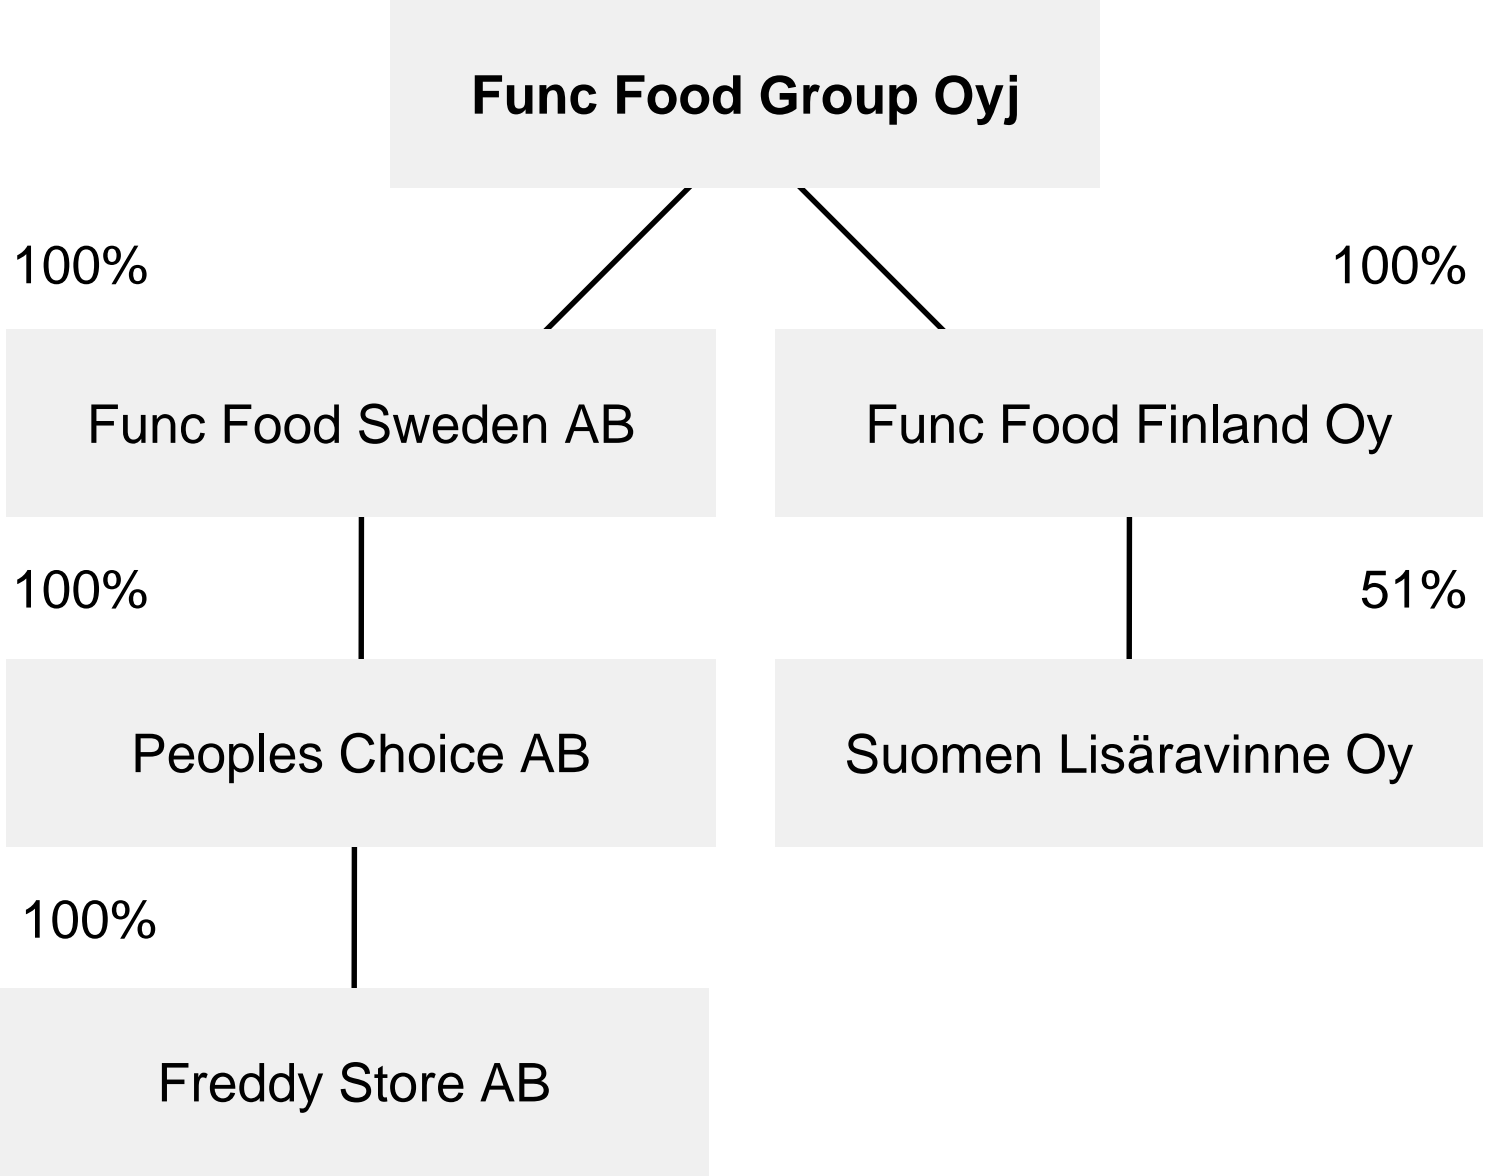 Func Food Group Oyj
100%
100%
Func Food Sweden AB
Func Food Finland Oy
100%
51%
Peoples Choice AB
Suomen Lisäravinne Oy
100%
Freddy Store AB